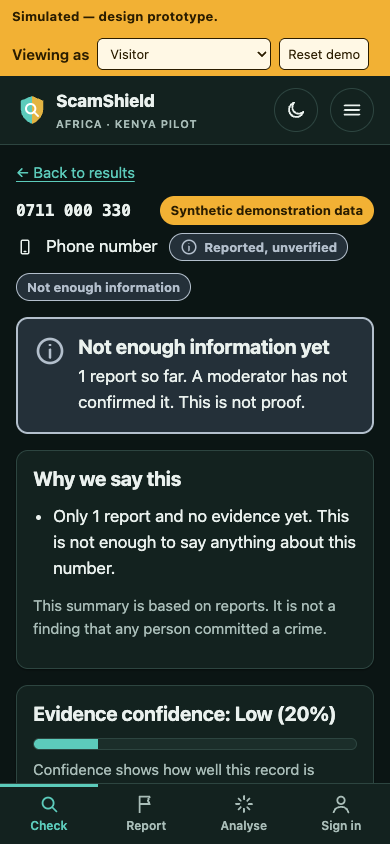 Simulated — design prototype.
Viewing as Visitor Reset demo
ScamShield
AFRICA · KENYA PILOT
← Back to results
0711 000 330 Synthetic demonstration data
Phone number Reported, unverified
Not enough information
Not enough information yet
1 report so far. A moderator has not
confirmed it. This is not proof.
Why we say this
• Only 1 report and no evidence yet. This
is not enough to say anything about this
number.
This summary is based on reports. It is not a
finding that any person committed a crime.
Evidence confidence: Low (20%)
Confidence shows how well this record is
Check Report Analyse Sign in